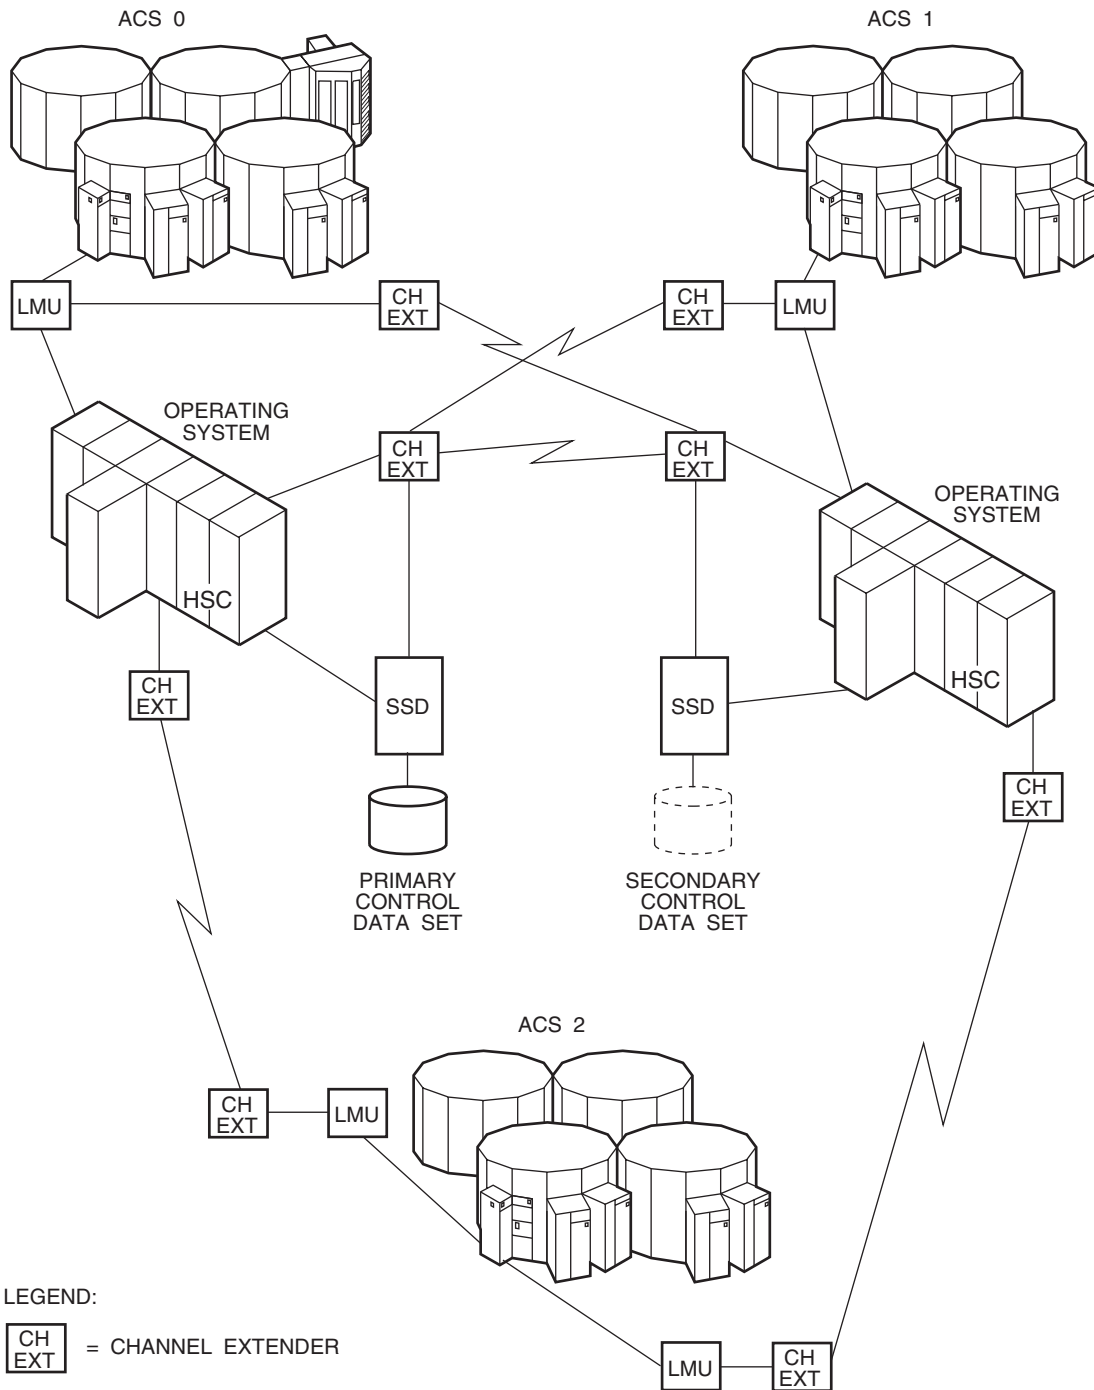 ACS 0
ACS 1
LMU
CH
EXT
CH
EXT
LMU
OPERATING
SYSTEM
CH
EXT
CH
EXT
OPERATING
SYSTEM
HSC
CH
EXT
SSD
SSD
HSC
CH
EXT
PRIMARY
CONTROL
DATA SET
SECONDARY
CONTROL
DATA SET
ACS 2
CH
EXT
LMU
LEGEND:
CH
EXT
= CHANNEL EXTENDER
LMU
CH
EXT